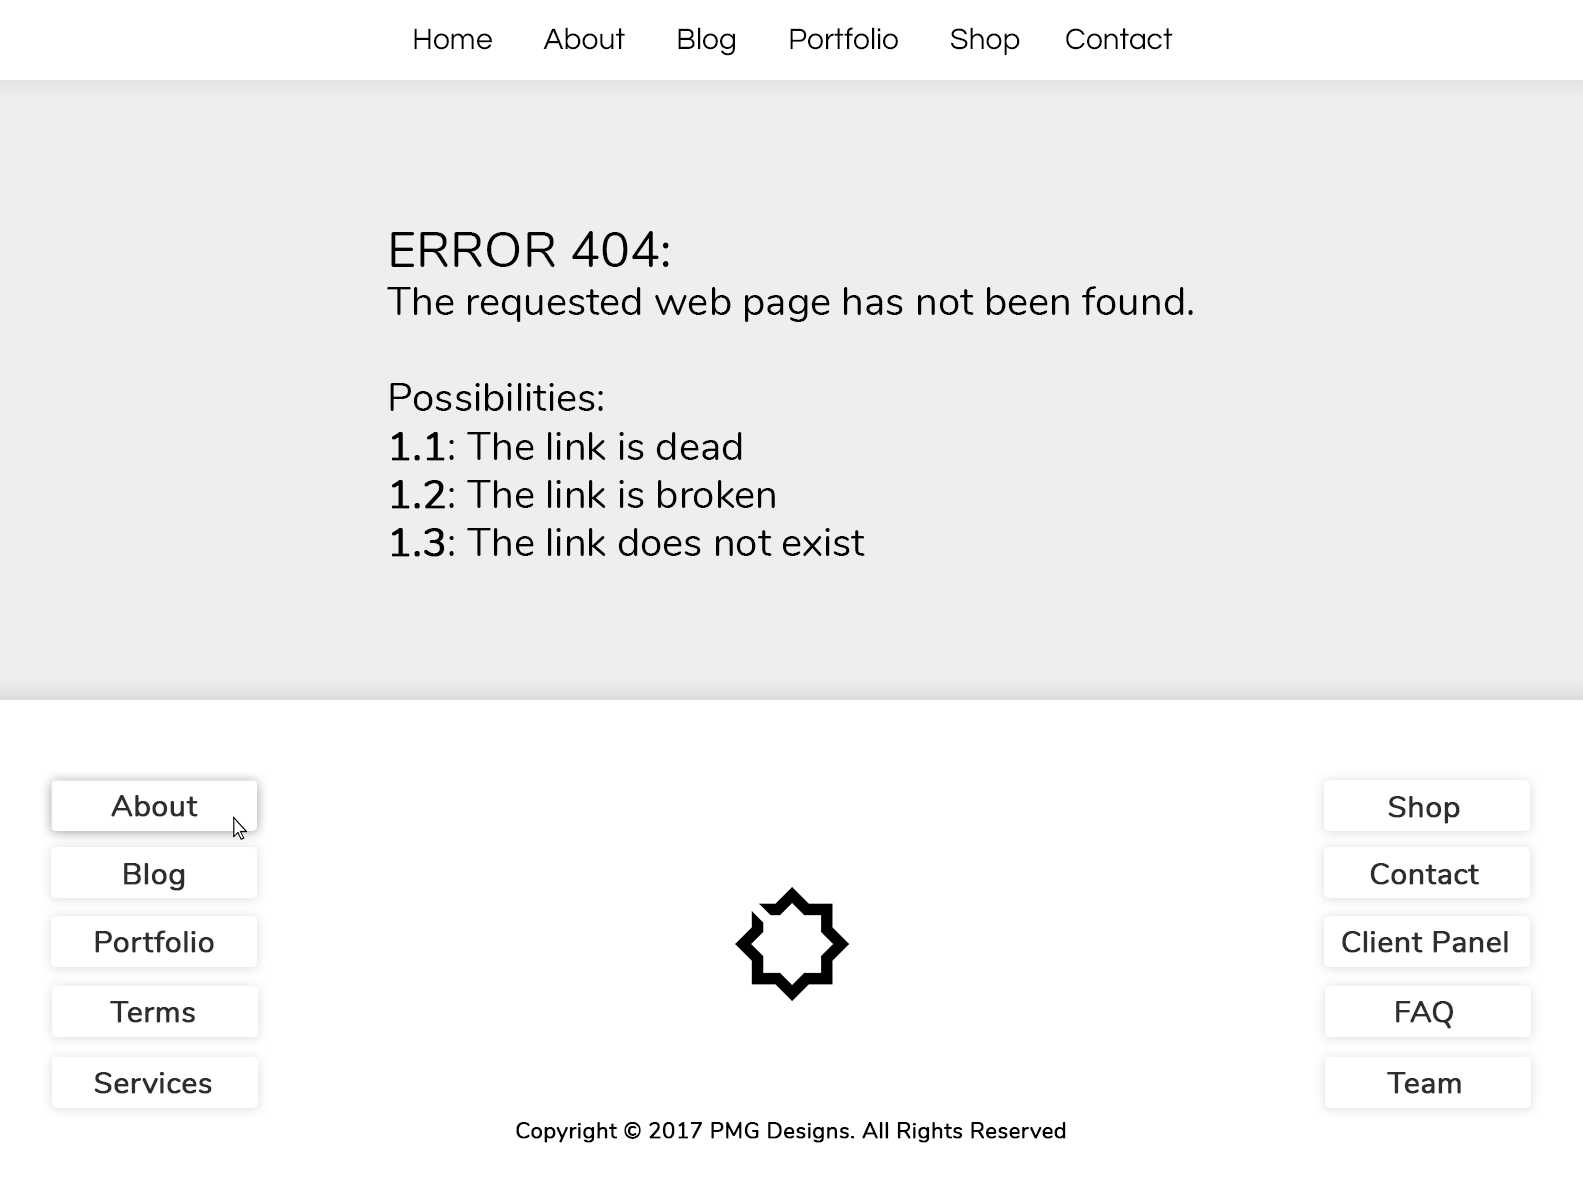 Home About Blog Portfolio Shop Contact
ERROR 404:
The requested web page has not been found.
Possibilities:
1.1: The link is dead
1.2: The link is broken
1.3: The link does not exist
About
Blog
Portfolio
Terms
Services
Shop
Contact
Client Panel
FAQ
Team
Copyright © 2017 PMG Designs. All Rights Reserved